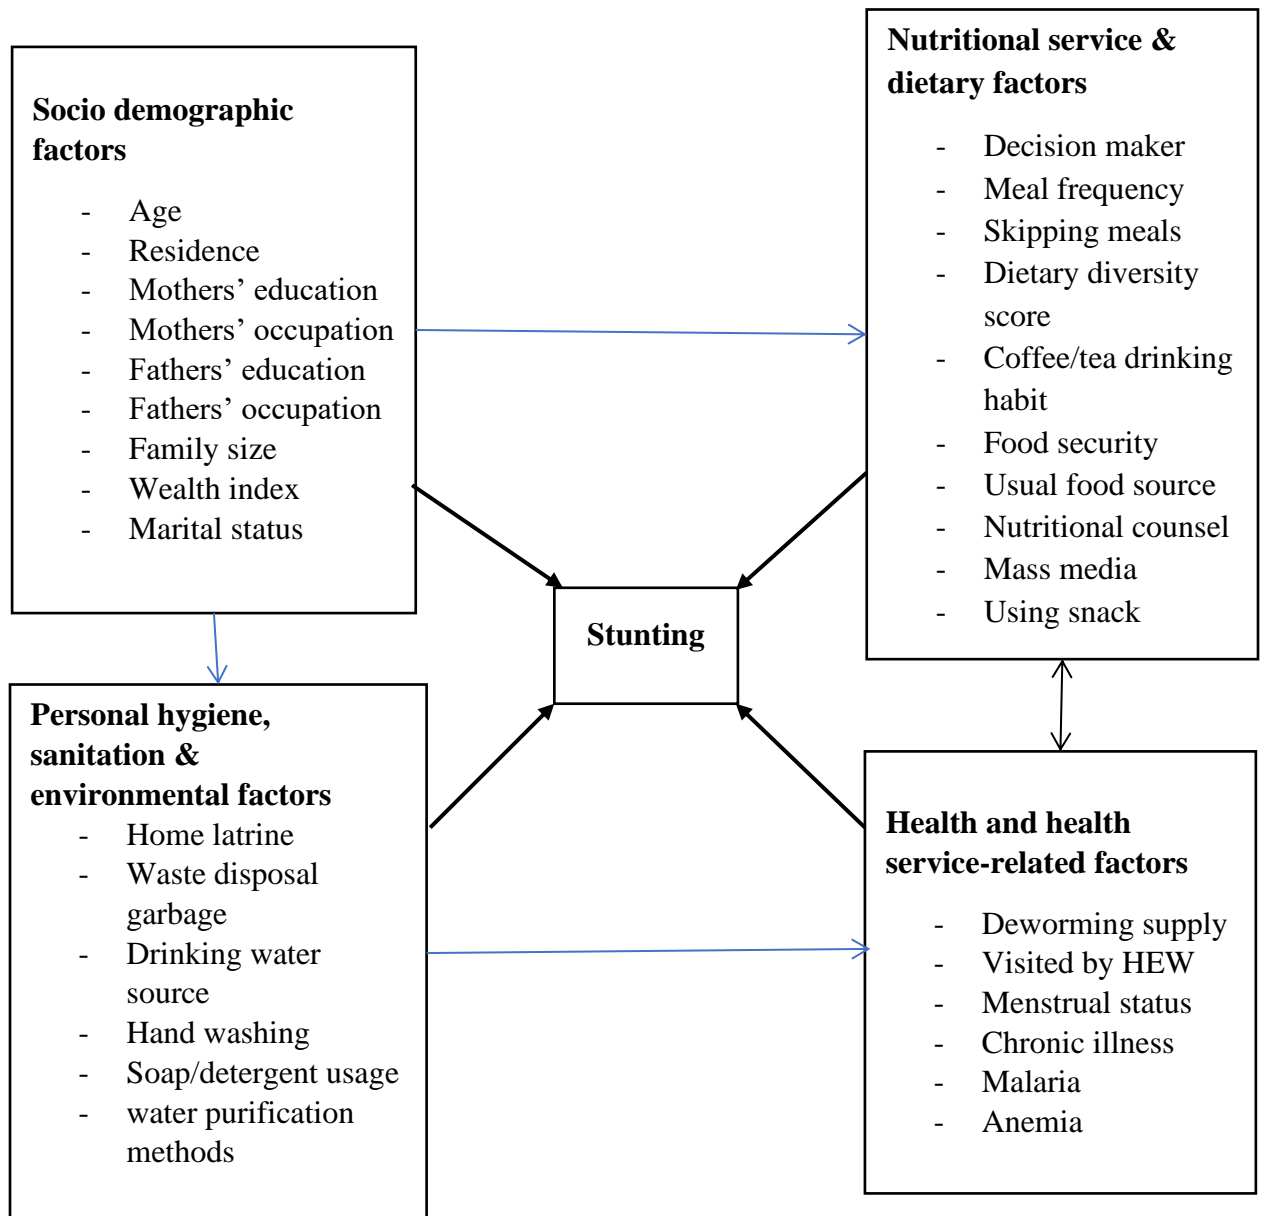 Socio demographic
factors
- Age
- Residence
- Mothers’ education
- Mothers’ occupation
- Fathers’ education
- Fathers’ occupation
- Family size
- Wealth index
- Marital status
Nutritional service &
dietary factors
- Decision maker
- Meal frequency
- Skipping meals
- Dietary diversity
score
- Coffee/tea drinking
habit
- Food security
- Usual food source
- Nutritional counsel
- Mass media
- Using snack
Stunting
Personal hygiene,
sanitation &
environmental factors
- Home latrine
- Waste disposal
garbage
- Drinking water
source
- Hand washing
- Soap/detergent usage
- water purification
methods
Health and health
service-related factors
- Deworming supply
- Visited by HEW
- Menstrual status
- Chronic illness
- Malaria
- Anemia